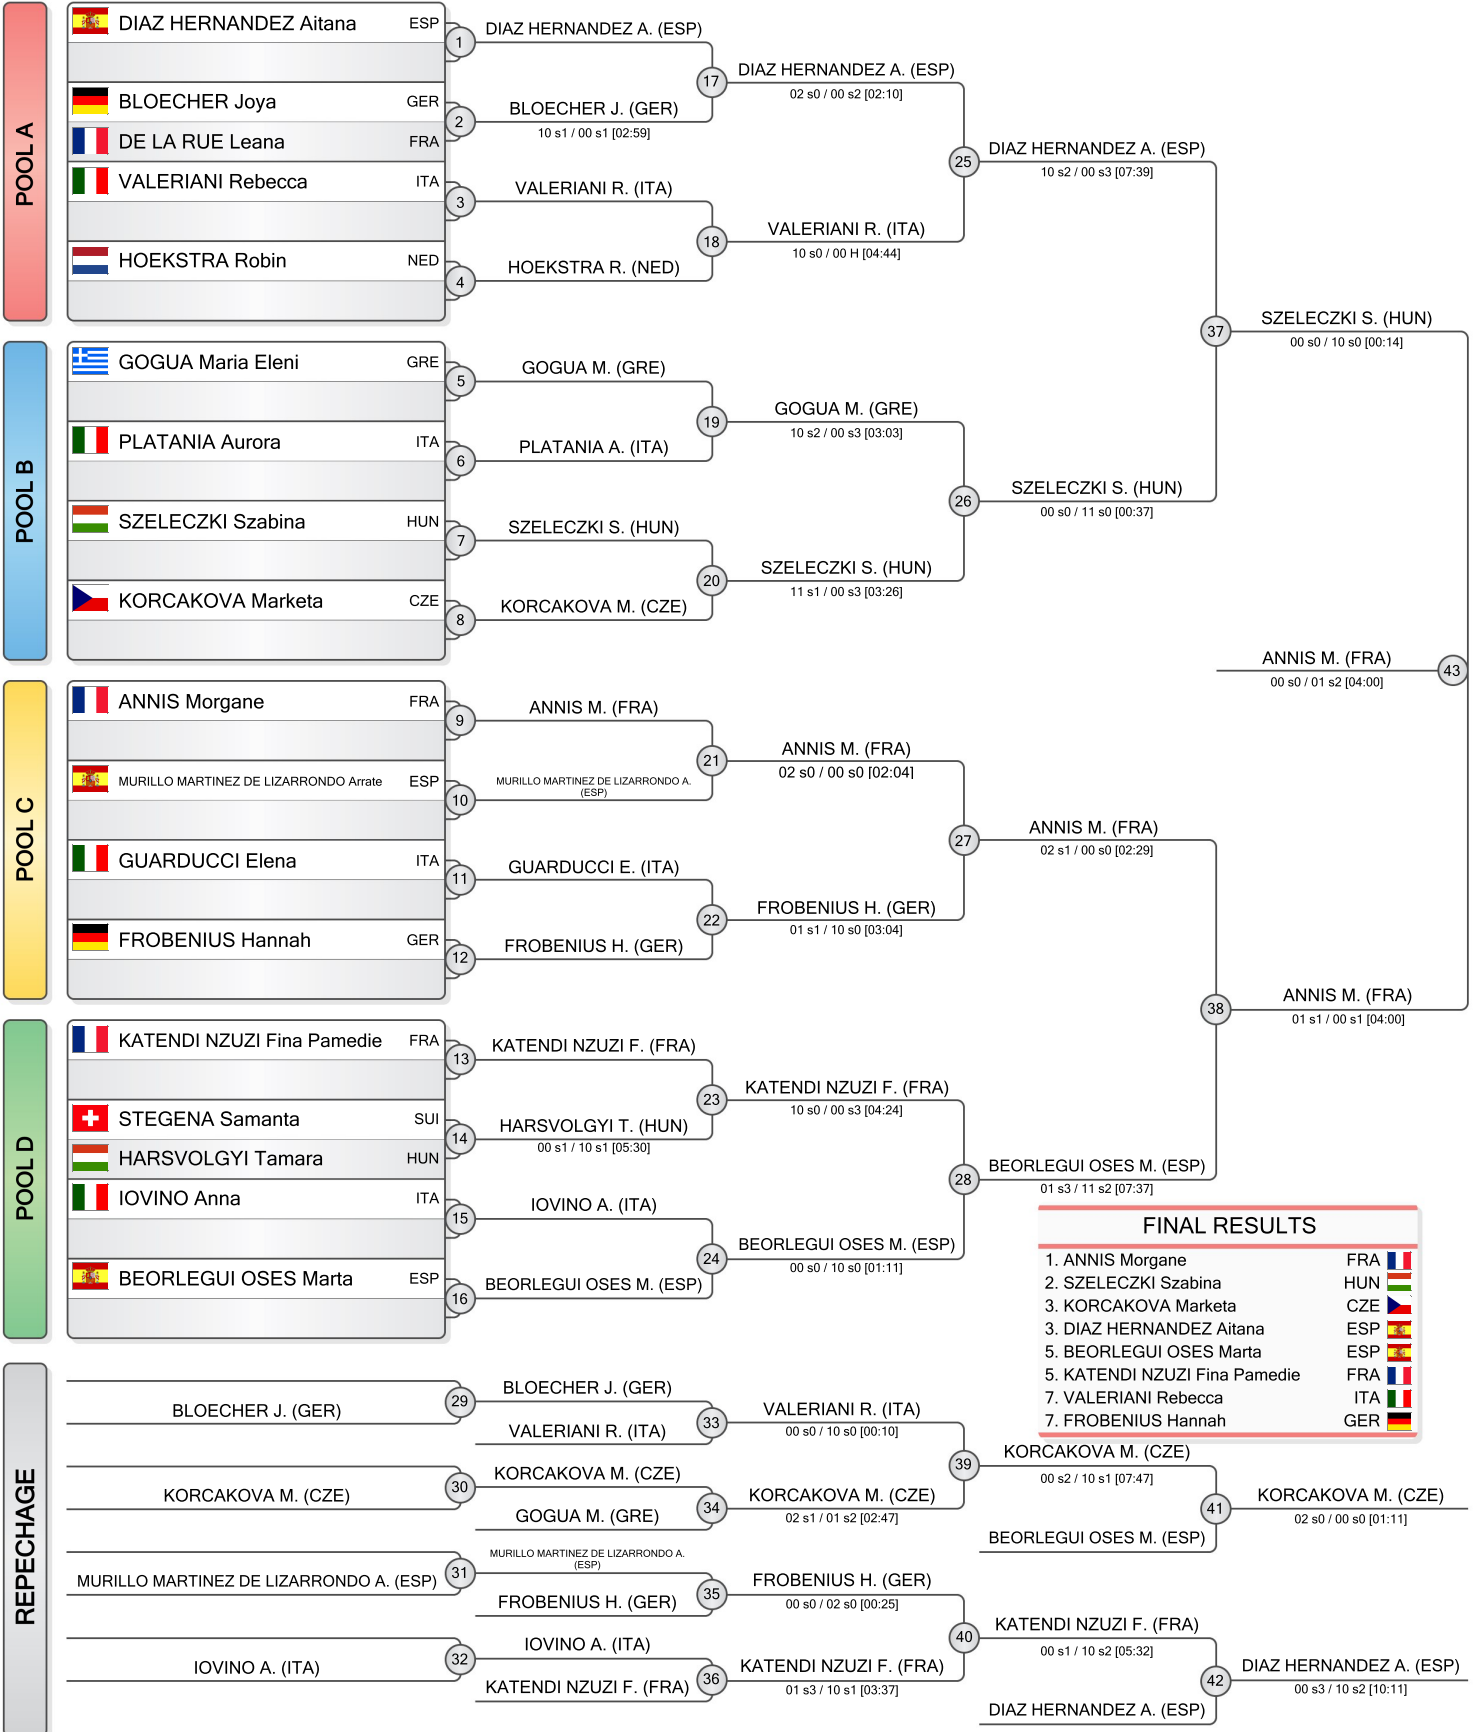 POOL A
DIAZ HERNANDEZ Aitana ESP
BLOECHER Joya GER
DE LA RUE Leana FRA
VALERIANI Rebecca ITA
HOEKSTRA Robin NED
1
2
3
4
DIAZ HERNANDEZ A. (ESP)
BLOECHER J. (GER)
10 s1 / 00 s1 [02:59]
VALERIANI R. (ITA)
HOEKSTRA R. (NED)
17
18
DIAZ HERNANDEZ A. (ESP)
02 s0 / 00 s2 [02:10]
VALERIANI R. (ITA)
10 s0 / 00 H [04:44]
25
DIAZ HERNANDEZ A. (ESP)
10 s2 / 00 s3 [07:39]
POOL B
GOGUA Maria Eleni GRE
PLATANIA Aurora ITA
SZELECZKI Szabina HUN
KORCAKOVA Marketa CZE
5
6
7
8
GOGUA M. (GRE)
PLATANIA A. (ITA)
SZELECZKI S. (HUN)
KORCAKOVA M. (CZE)
19
20
GOGUA M. (GRE)
10 s2 / 00 s3 [03:03]
SZELECZKI S. (HUN)
11 s1 / 00 s3 [03:26]
26
SZELECZKI S. (HUN)
00 s0 / 11 s0 [00:37]
37
SZELECZKI S. (HUN)
00 s0 / 10 s0 [00:14]
ANNIS M. (FRA)
00 s0 / 01 s2 [04:00]
43
POOL C
ANNIS Morgane FRA
MURILLO MARTINEZ DE LIZARRONDO Arrate ESP
GUARDUCCI Elena ITA
FROBENIUS Hannah GER
9
10
11
12
ANNIS M. (FRA)
MURILLO MARTINEZ DE LIZARRONDO A.
(ESP)
GUARDUCCI E. (ITA)
FROBENIUS H. (GER)
21
22
ANNIS M. (FRA)
02 s0 / 00 s0 [02:04]
FROBENIUS H. (GER)
01 s1 / 10 s0 [03:04]
27
ANNIS M. (FRA)
02 s1 / 00 s0 [02:29]
38
ANNIS M. (FRA)
01 s1 / 00 s1 [04:00]
POOL D
KATENDI NZUZI Fina Pamedie FRA
STEGENA Samanta SUI
HARSVOLGYI Tamara HUN
IOVINO Anna ITA
BEORLEGUI OSES Marta ESP
13
14
15
16
KATENDI NZUZI F. (FRA)
HARSVOLGYI T. (HUN)
00 s1 / 10 s1 [05:30]
IOVINO A. (ITA)
BEORLEGUI OSES M. (ESP)
23
24
KATENDI NZUZI F. (FRA)
10 s0 / 00 s3 [04:24]
BEORLEGUI OSES M. (ESP)
00 s0 / 10 s0 [01:11]
28
BEORLEGUI OSES M. (ESP)
01 s3 / 11 s2 [07:37]
FINAL RESULTS
1. ANNIS Morgane FRA
2. SZELECZKI Szabina HUN
3. KORCAKOVA Marketa CZE
3. DIAZ HERNANDEZ Aitana ESP
5. BEORLEGUI OSES Marta ESP
5. KATENDI NZUZI Fina Pamedie FRA
7. VALERIANI Rebecca ITA
7. FROBENIUS Hannah GER
REPECHAGE
BLOECHER J. (GER)
KORCAKOVA M. (CZE)
MURILLO MARTINEZ DE LIZARRONDO A. (ESP)
IOVINO A. (ITA)
29
30
31
32
BLOECHER J. (GER)
VALERIANI R. (ITA)
KORCAKOVA M. (CZE)
GOGUA M. (GRE)
MURILLO MARTINEZ DE LIZARRONDO A.
(ESP)
FROBENIUS H. (GER)
IOVINO A. (ITA)
KATENDI NZUZI F. (FRA)
33
34
35
36
VALERIANI R. (ITA)
00 s0 / 10 s0 [00:10]
KORCAKOVA M. (CZE)
02 s1 / 01 s2 [02:47]
FROBENIUS H. (GER)
00 s0 / 02 s0 [00:25]
KATENDI NZUZI F. (FRA)
01 s3 / 10 s1 [03:37]
39
40
KORCAKOVA M. (CZE)
00 s2 / 10 s1 [07:47]
BEORLEGUI OSES M. (ESP)
KATENDI NZUZI F. (FRA)
00 s1 / 10 s2 [05:32]
DIAZ HERNANDEZ A. (ESP)
41
42
KORCAKOVA M. (CZE)
02 s0 / 00 s0 [01:11]
DIAZ HERNANDEZ A. (ESP)
00 s3 / 10 s2 [10:11]